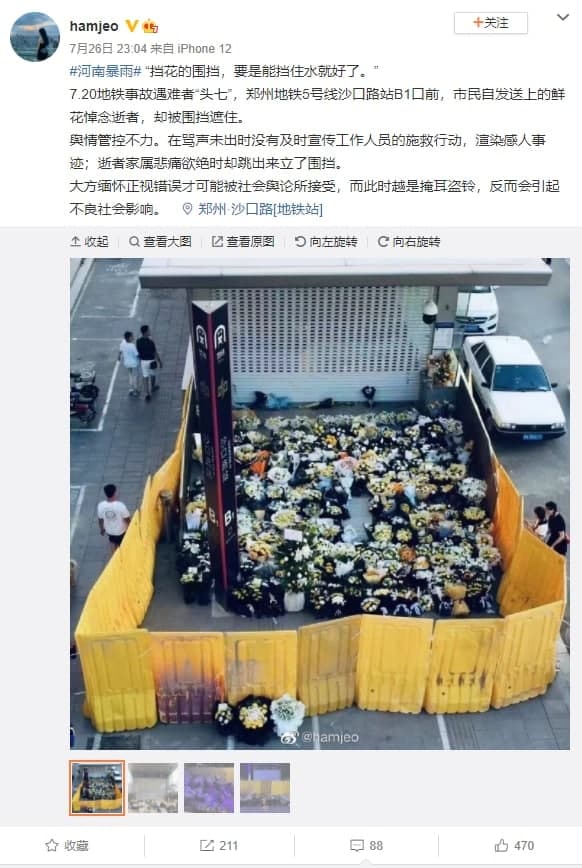 hamjeo
+关注
7月26日 23:04 来自 iPhone 12
#河南暴雨# “挡花的围挡，要是能挡住水就好了。”
7.20地铁事故遇难者“头七”，郑州地铁5号线沙口路站B1口前，市民自发送上的鲜
花悼念逝者，却被围挡遮住。
舆情管控不力。在骂声未出时没有及时宣传工作人员的施救行动，渲染感人事
迹；逝者家属悲痛欲绝时却跳出来立了围挡。
大方缅怀正视错误才可能被社会舆论所接受，而此时越是掩耳盗铃，反而会引起
不良社会影响。 郑州·沙口路[地铁站]
收起 查看大图 查看原图 向左旋转 向右旋转
B1
@hamjeo
收藏 211 88 470